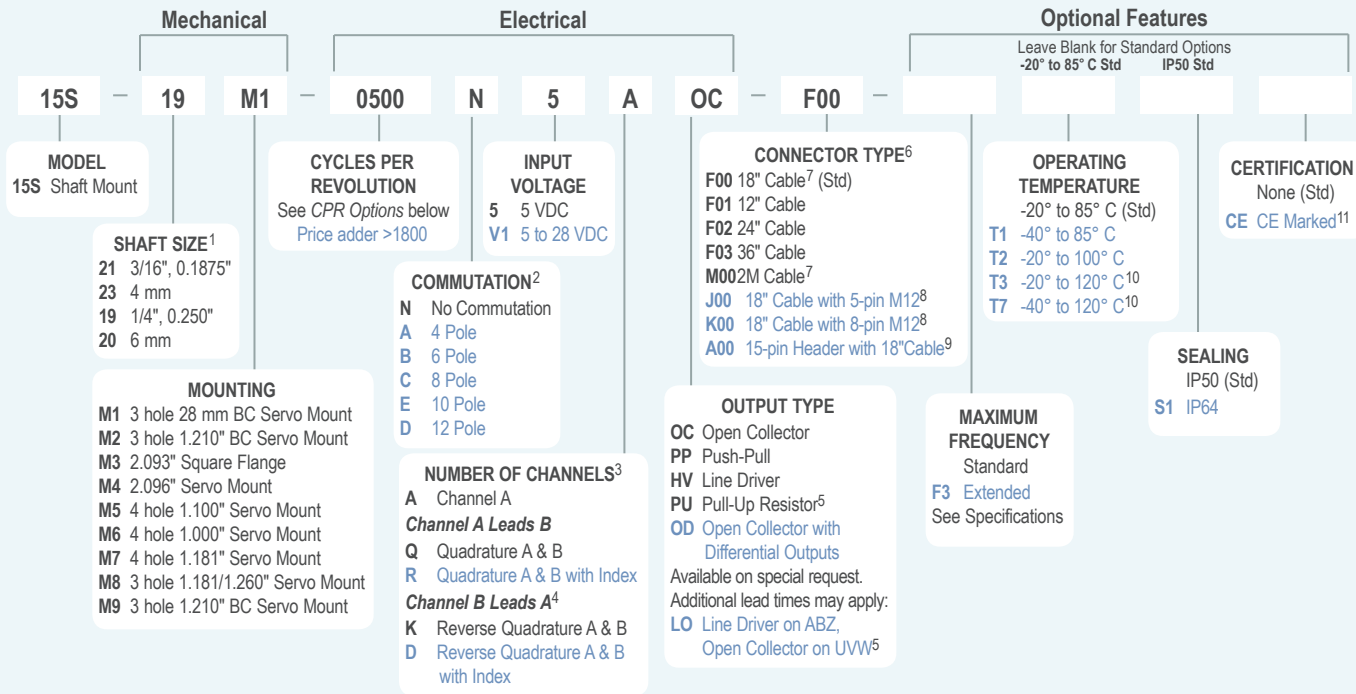 Mechanical
Electrical
Optional Features
Leave Blank for Standard Options
-20° to 85° C Std
IP50 Std
15S – 19 M1 – 0500 N 5 A OC – F00 –
MODEL
15S Shaft Mount
SHAFT SIZE1
21 3/16", 0.1875"
23 4 mm
19 1/4", 0.250"
20 6 mm
MOUNTING
M1 3 hole 28 mm BC Servo Mount
M2 3 hole 1.210" BC Servo Mount
M3 2.093" Square Flange
M4 2.096" Servo Mount
M5 4 hole 1.100" Servo Mount
M6 4 hole 1.000" Servo Mount
M7 4 hole 1.181" Servo Mount
M8 3 hole 1.181/1.260" Servo Mount
M9 3 hole 1.210" BC Servo Mount
CYCLES PER
REVOLUTION
See CPR Options below
Price adder >1800
COMMUTATION2
N No Commutation
A 4 Pole
B 6 Pole
C 8 Pole
E 10 Pole
D 12 Pole
INPUT
VOLTAGE
5 5 VDC
V1 5 to 28 VDC
NUMBER OF CHANNELS3
A Channel A
Channel A Leads B
Q Quadrature A & B
R Quadrature A & B with Index
Channel B Leads A4
K Reverse Quadrature A & B
D Reverse Quadrature A & B
with Index
OUTPUT TYPE
OC Open Collector
PP Push-Pull
HV Line Driver
PU Pull-Up Resistor5
OD Open Collector with
Differential Outputs
Available on special request.
Additional lead times may apply:
LO Line Driver on ABZ,
Open Collector on UVW5
CONNECTOR TYPE6
F00 18" Cable7 (Std)
F01 12" Cable
F02 24" Cable
F03 36" Cable
M00 2M Cable7
J00 18" Cable with 5-pin M128
K00 18" Cable with 8-pin M128
A00 15-pin Header with 18"Cable9
MAXIMUM
FREQUENCY
Standard
F3 Extended
See Specifications
OPERATING
TEMPERATURE
-20° to 85° C (Std)
T1 -40° to 85° C
T2 -20° to 100° C
T3 -20° to 120° C10
T7 -40° to 120° C10
SEALING
IP50 (Std)
S1 IP64
CERTIFICATION
None (Std)
CE CE Marked11